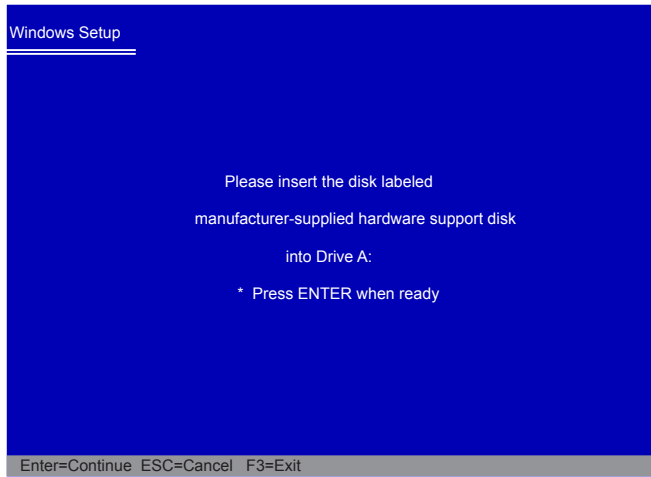 Windows Setup
Please insert the disk labeled
manufacturer-supplied hardware support disk
into Drive A:
* Press ENTER when ready
Enter=Continue ESC=Cancel F3=Exit